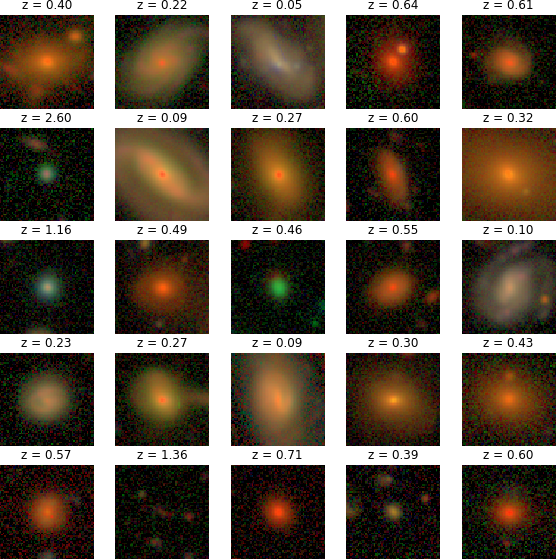 z = 0.40 z = 0.22 z = 0.05 z = 0.64 z = 0.61
z = 2.60 z = 0.09 z = 0.27 z = 0.60 z = 0.32
z = 1.16 z = 0.49 z = 0.46 z = 0.55 z = 0.10
z = 0.23 z = 0.27 z = 0.09 z = 0.30 z = 0.43
z = 0.57 z = 1.36 z = 0.71 z = 0.39 z = 0.60